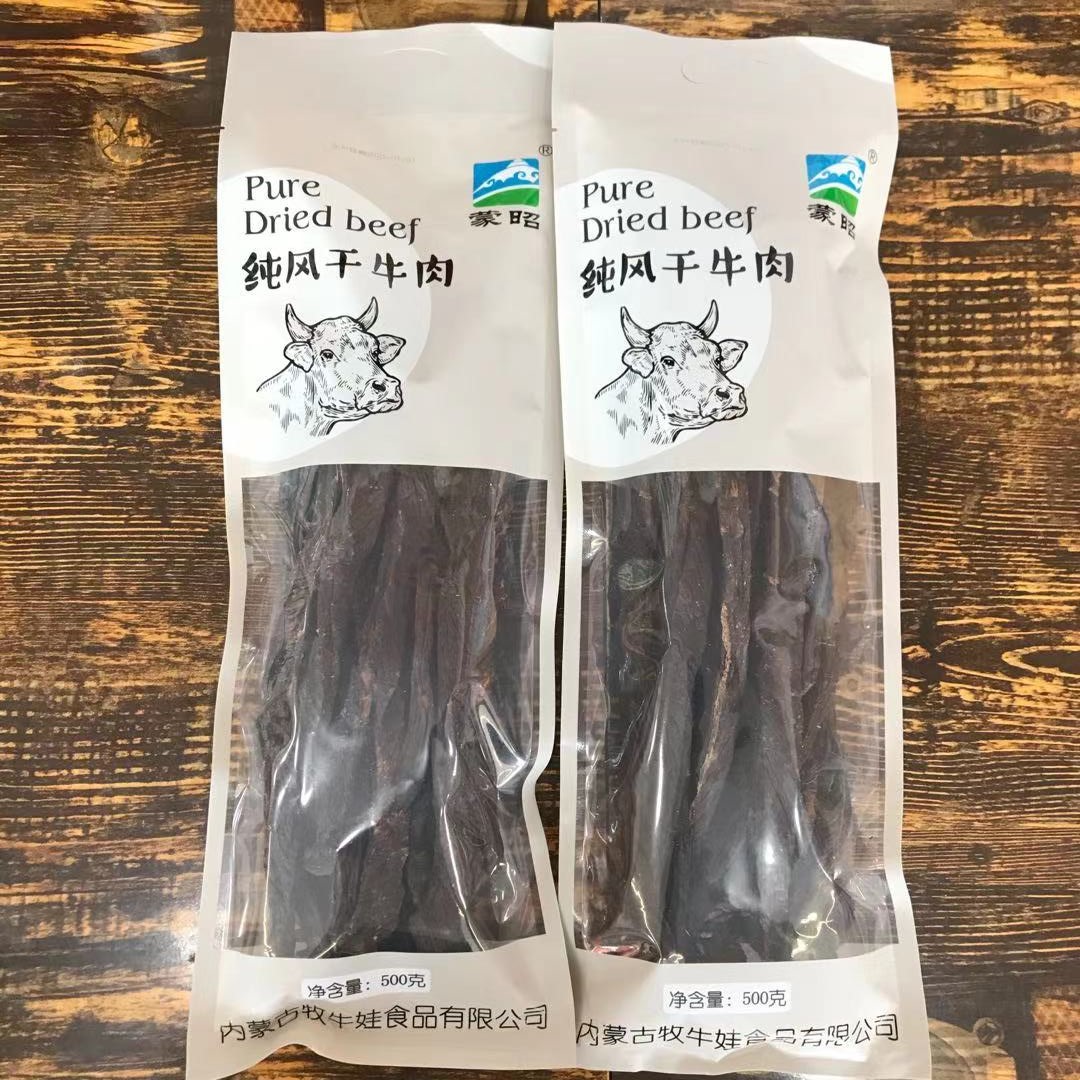 Pure
Dried beef
纯风干牛肉
®
蒙昭
净含量：500克
内蒙古牧牛娃食品有限公司
Pure
Dried beef
纯风干牛肉
®
蒙昭
净含量：500克
内蒙古牧牛娃食品有限公司